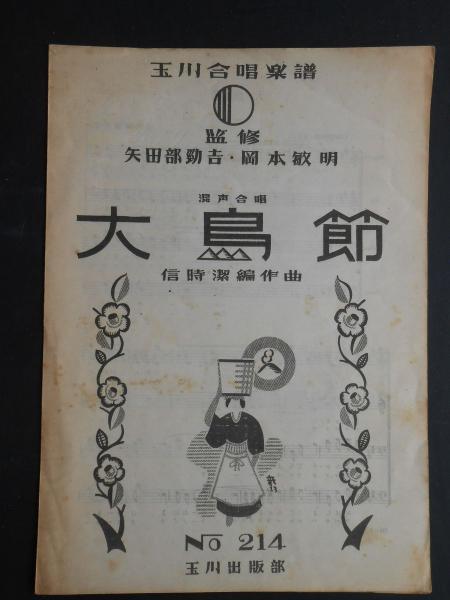 玉川合唱楽譜
監修
矢田部勁吉・岡本敏明
混声合唱
大島節
信時潔編作曲
No 214
玉川出版部